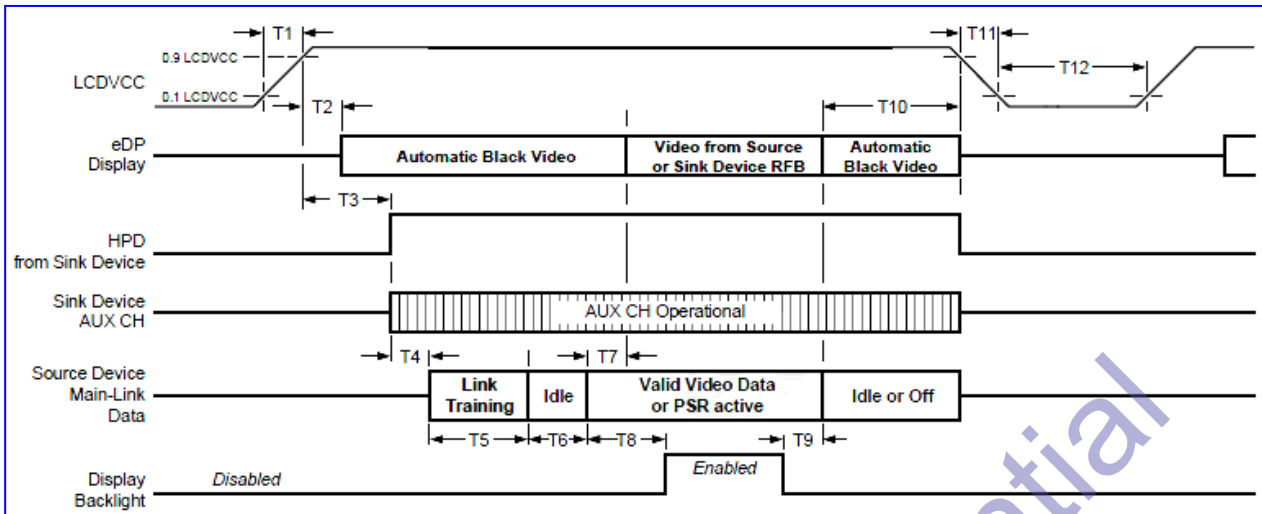 T1
T11
0.9 LCDVCC
T12
LCDVCC
0.1 LCDVCC
T2
T10
eDP
Display
Automatic Black Video
Video from Source
or Sink Device RFB
Automatic
Black Video
T3
HPD
from Sink Device
Sink Device
AUX CH
AUX CH Operational
T4
T7
Source Device
Main-Link
Data
Link
Training
Idle
Valid Video Data
or PSR active
Idle or Off
T5
T6
T8
T9
Display
Backlight
Disabled
Enabled
ential